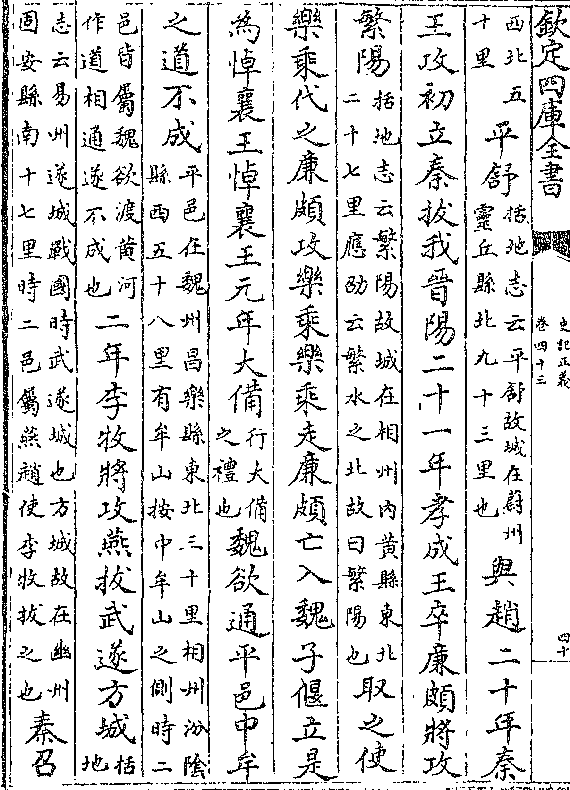 欽定四庫全書
史記正義
卷四十三
四十
西北五
十里
平舒
括地志云平舒故城在蔚州
靈丘縣北九十三里也
與趙二十年秦
王政初立秦拔我晉陽二十一年孝成王卒廉頗將攻
繁陽
括地志云繁陽故城在相州內黃縣東北
二十七里應劭云繁水之北故曰繁陽也
取之使
樂乘代之廉頗攻樂乘樂乘走廉頗亡入魏子偃立是
為悼襄王悼襄王元年大備
行大備
之禮也
魏欲通平邑中牟
之道不成
平邑在魏州昌樂縣東北三十里相州湯陰
縣西五十八里有牟山按中牟山之側時二
邑皆屬魏欲渡黃河
作道相通遂不成也
二年李牧將攻燕拔武遂方城
括地
志云易州遂城戰國時武遂城也方城故在幽州
固安縣南十七里時二邑屬燕趙使李牧拔之也
秦召